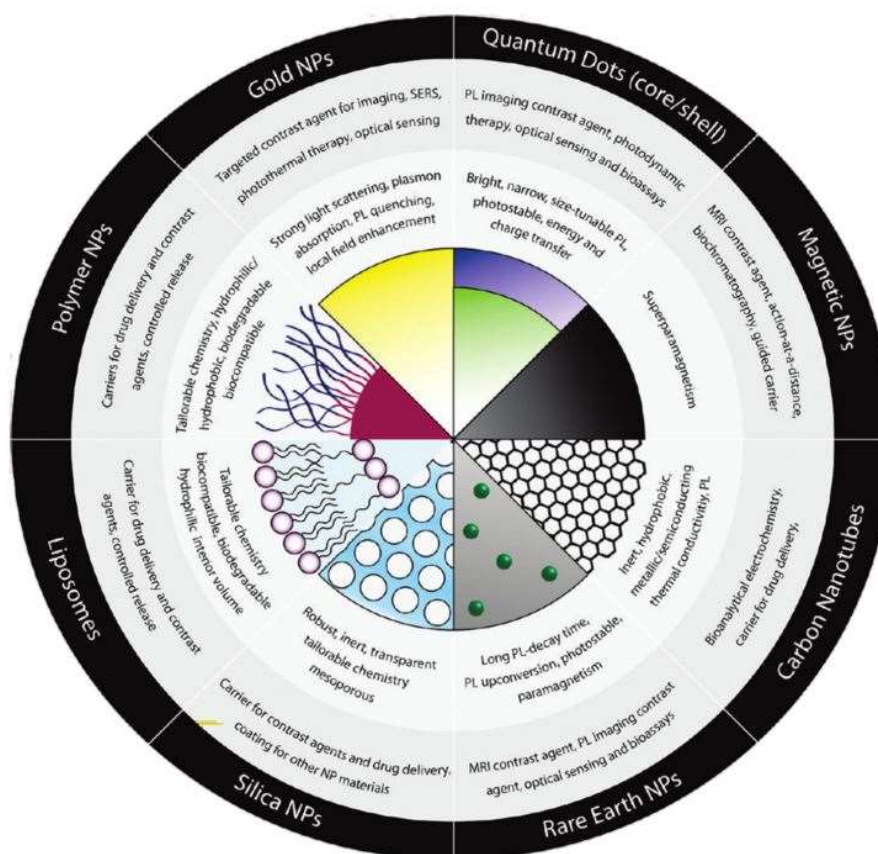 Gold NPs
Targeted contrast agent for imaging, SERS,
photothermal therapy, optical sensing
Strong light scattering, plasmon
absorption, PL quenching,
local field enhancement
Quantum Dots (core/shell)
PL imaging contrast agent, photodynamic
therapy, optical sensing and bioassays
Bright, narrow, size-tunable PL,
photostable, energy and
charge transfer
Magnetic NPs
MRI contrast agent, action-at-a-distance,
biochromatography, guided carrier
Superparamagnetism
Carbon Nanotubes
Bioanalytical electrochemistry,
carrier for drug delivery,
Inert, hydrophobic,
metallic/semiconducting
thermal conductivitiy, PL
Rare Earth NPs
MRI contrast agent, PL imaging contrast
agent, optical sensing and bioassays
Long PL-decay time,
PL upconversion, photostable,
paramagnetism
Silica NPs
Carrier for contrast agents and drug delivery,
coating for other NP materials
Robust, inert, transparent
tailorable chemistry
mesoporous
Liposomes
Carrier for drug delivery and contrast
agents, controlled release
Tailorable chemistry
biocompatible, biodegradable
hydrophillic interior volume
Polymer NPs
Carriers for drug delivery and contrast
agents, controlled release
Tailorable chemistry, hydrophilic/
hydrophobic, biodegradable
biocompatible